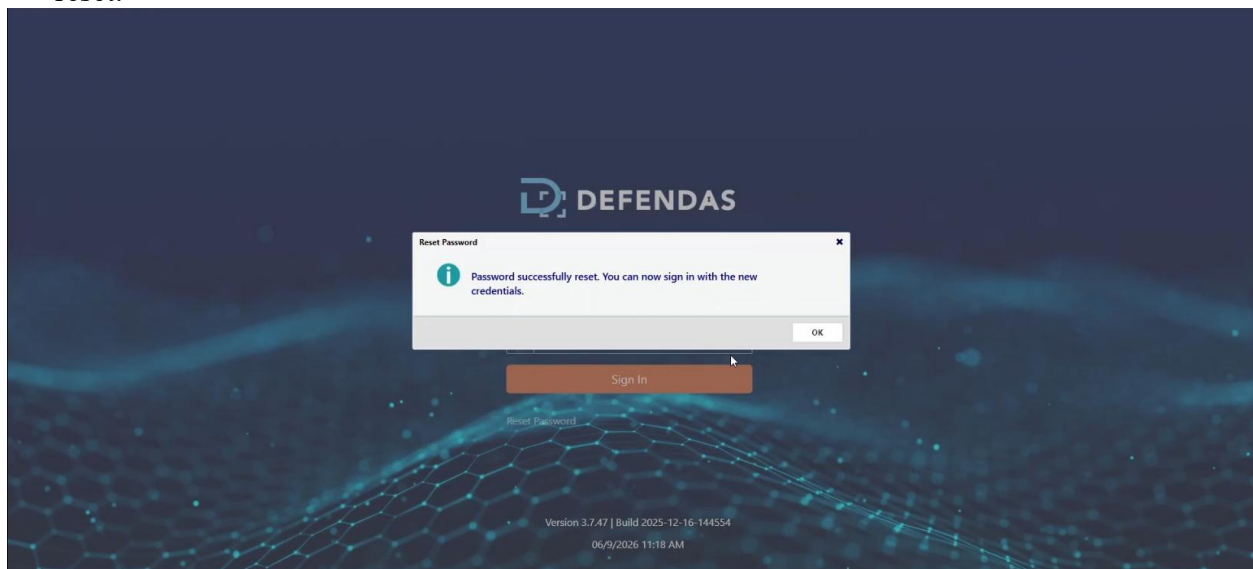 DEFENDAS
Reset Password
Password successfully reset. You can now sign in with the new
credentials.
OK
Sign In
Reset Password
Version 3.7.47 | Build 2025-12-16-144554
06/9/2026 11:18 AM